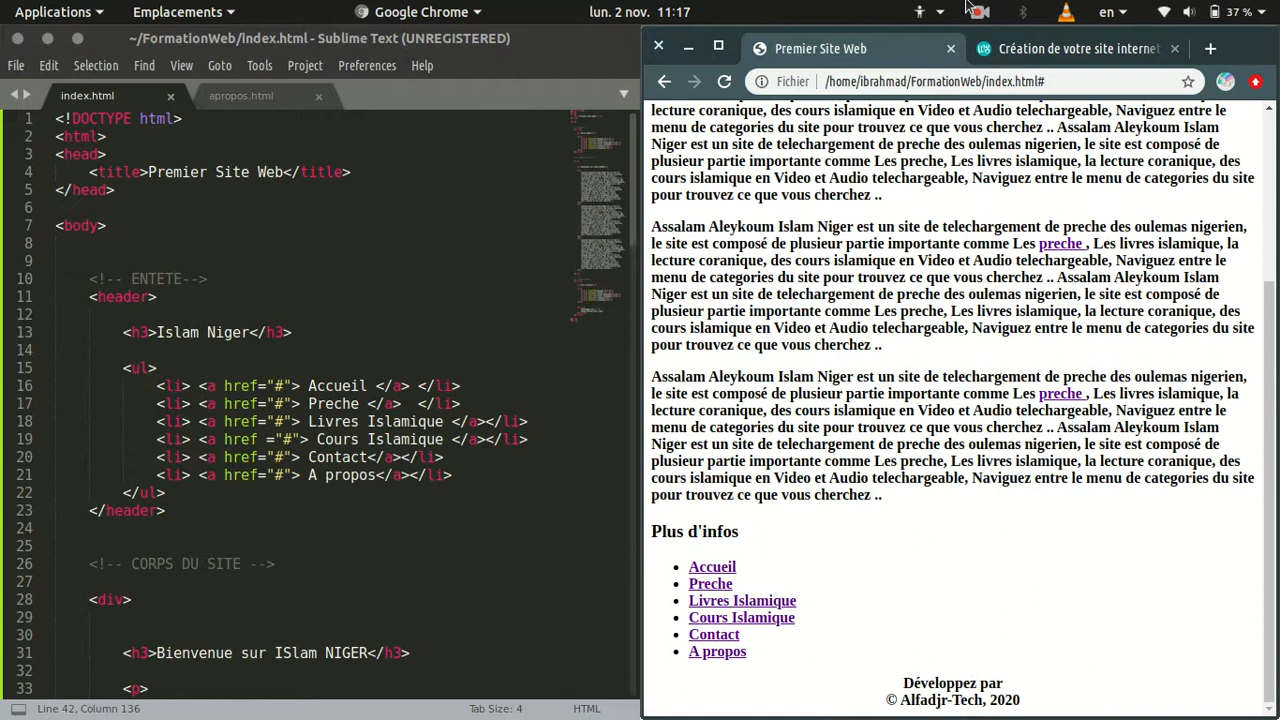 Applications Emplacements Google Chrome lun. 2 nov. 11:17 en 37 %
~/FormationWeb/index.html - Sublime Text (UNREGISTERED)
File Edit Selection Find View Goto Tools Project Preferences Help
index.html apropos.html
1 <!DOCTYPE html>
2 <html>
3 <head>
4 <title>Premier Site Web</title>
5 </head>
6
7 <body>
8
9
10 <!-- ENTETE-->
11 <header>
12
13 <h3>Islam Niger</h3>
14
15 <ul>
16 <li> <a href="#"> Accueil </a> </li>
17 <li> <a href="#"> Preche </a>  </li>
18 <li> <a href="#"> Livres Islamique </a></li>
19 <li> <a href ="#"> Cours Islamique </a></li>
20 <li> <a href="#"> Contact</a></li>
21 <li> <a href="#"> A propos</a></li>
22 </ul>
23 </header>
24
25
26 <!-- CORPS DU SITE -->
27
28 <div>
29
30
31 <h3>Bienvenue sur ISlam NIGER</h3>
32
33 <p>
Line 42, Column 136 Tab Size: 4 HTML
Premier Site Web Création de votre site internet
Fichier /home/ibrahmad/FormationWeb/index.html#
lecture coranique, des cours islamique en Video et Audio telechargeable, Naviguez entre le
menu de categories du site pour trouvez ce que vous cherchez .. Assalam Aleykoum Islam
Niger est un site de telechargement de preche des oulemas nigerien, le site est composé de
plusieur partie importante comme Les preche, Les livres islamique, la lecture coranique, des
cours islamique en Video et Audio telechargeable, Naviguez entre le menu de categories du site
pour trouvez ce que vous cherchez ..
Assalam Aleykoum Islam Niger est un site de telechargement de preche des oulemas nigerien,
le site est composé de plusieur partie importante comme Les preche , Les livres islamique, la
lecture coranique, des cours islamique en Video et Audio telechargeable, Naviguez entre le
menu de categories du site pour trouvez ce que vous cherchez .. Assalam Aleykoum Islam
Niger est un site de telechargement de preche des oulemas nigerien, le site est composé de
plusieur partie importante comme Les preche, Les livres islamique, la lecture coranique, des
cours islamique en Video et Audio telechargeable, Naviguez entre le menu de categories du site
pour trouvez ce que vous cherchez ..
Assalam Aleykoum Islam Niger est un site de telechargement de preche des oulemas nigerien,
le site est composé de plusieur partie importante comme Les preche , Les livres islamique, la
lecture coranique, des cours islamique en Video et Audio telechargeable, Naviguez entre le
menu de categories du site pour trouvez ce que vous cherchez .. Assalam Aleykoum Islam
Niger est un site de telechargement de preche des oulemas nigerien, le site est composé de
plusieur partie importante comme Les preche, Les livres islamique, la lecture coranique, des
cours islamique en Video et Audio telechargeable, Naviguez entre le menu de categories du site
pour trouvez ce que vous cherchez ..
Plus d'infos
Accueil
Preche
Livres Islamique
Cours Islamique
Contact
A propos
Développez par
© Alfadjr-Tech, 2020